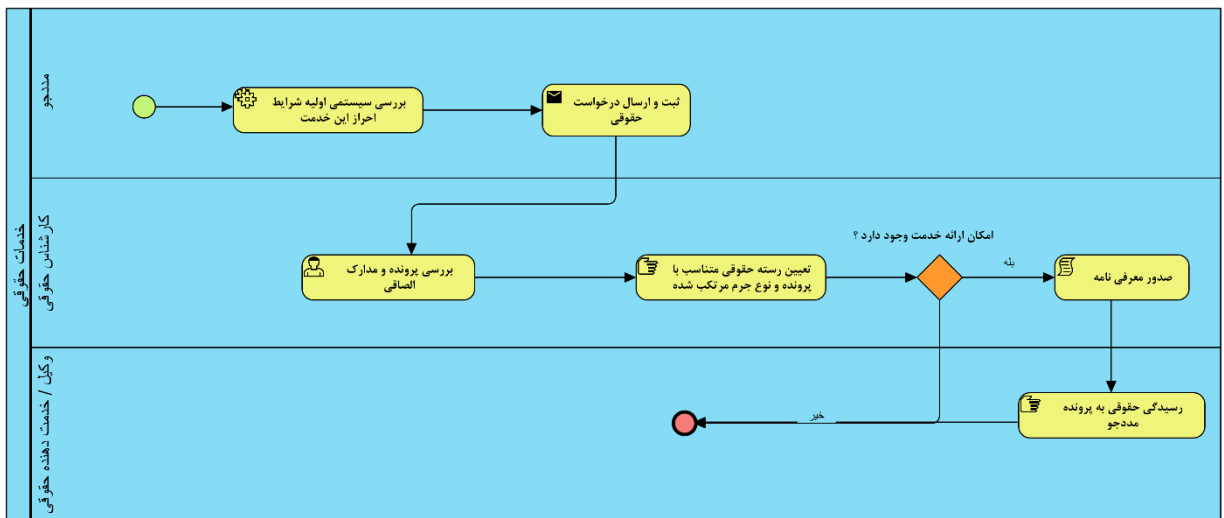 خدمات حقوقی
مددجو
بررسی سیستمی اولیه شرایط
احراز این خدمت
ثبت و ارسال درخواست
حقوقی
کارشناس حقوقی
بررسی پرونده و مدارک
الصاقی
تعیین رسته حقوقی متناسب با
پرونده و نوع جرم مرتکب شده
امکان ارائه خدمت وجود دارد ؟
بله
صدور معرفی نامه
وکیل / خدمت دهنده حقوقی
رسیدگی حقوقی به پرونده
مددجو
خیر